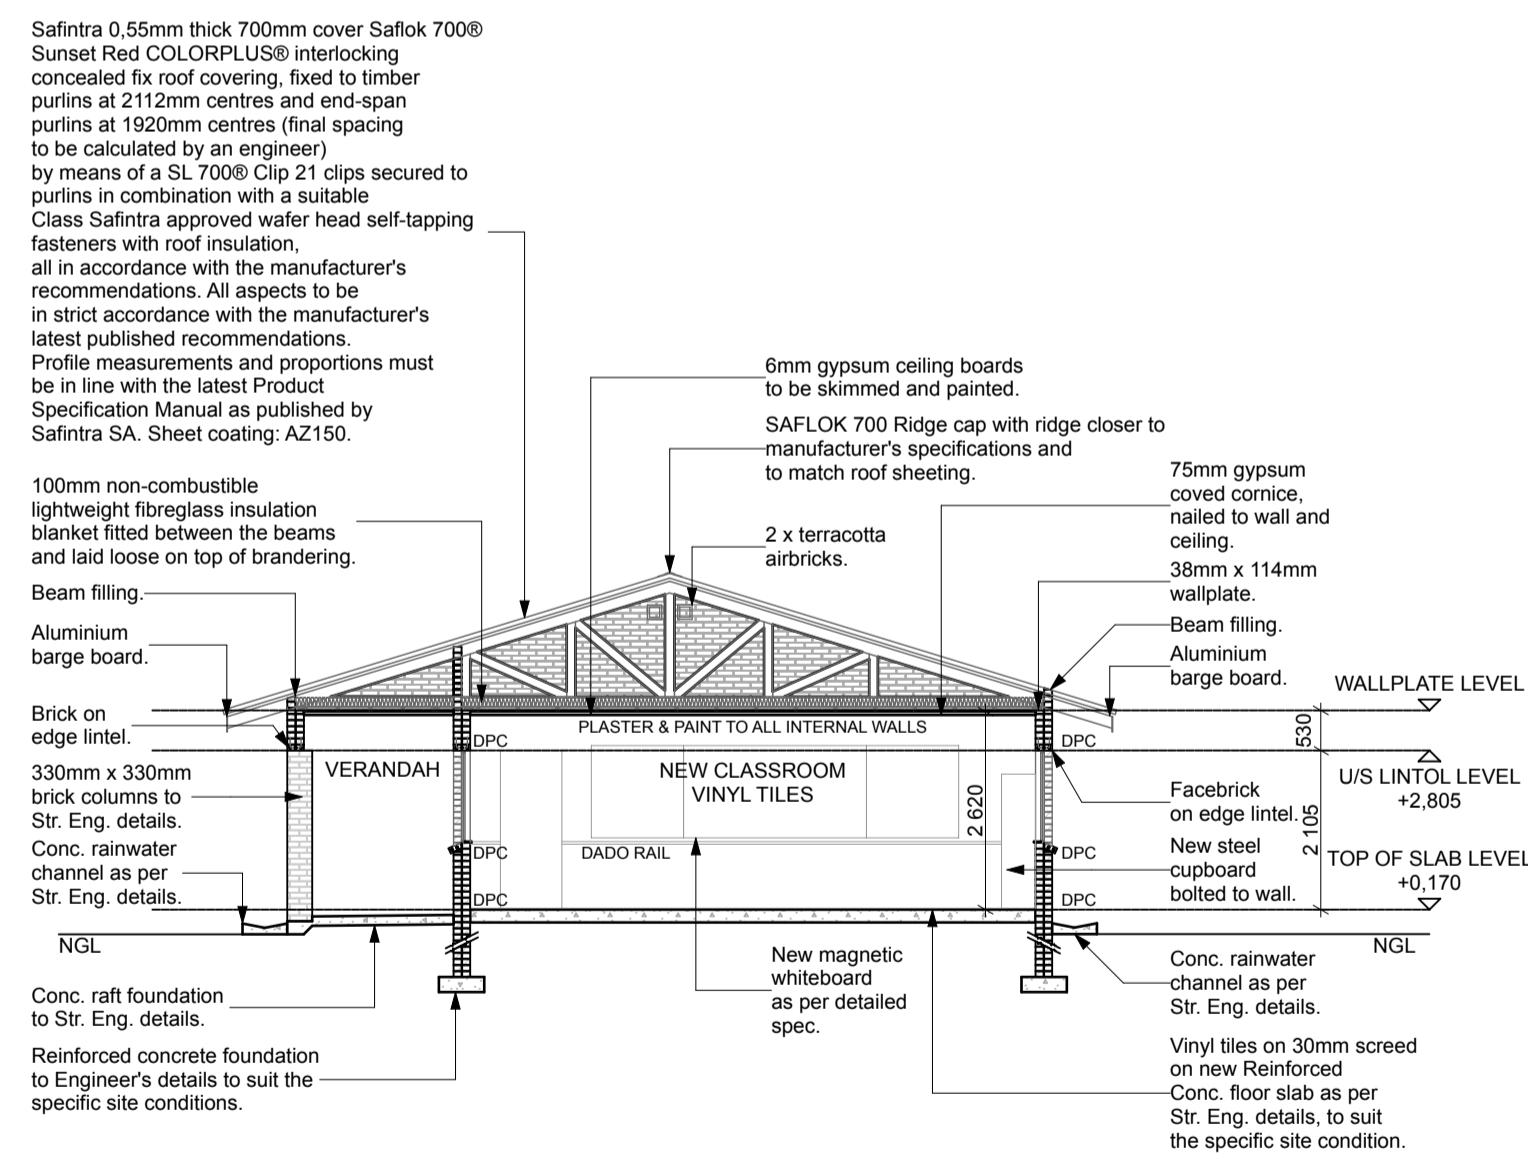 Safintra 0,55mm thick 700mm cover Saflok 700®
Sunset Red COLORPLUS® interlocking
concealed fix roof covering, fixed to timber
purlins at 2112mm centres and end-span
purlins at 1920mm centres (final spacing
to be calculated by an engineer)
by means of a SL 700® Clip 21 clips secured to
purlins in combination with a suitable
Class Safintra approved wafer head self-tapping
fasteners with roof insulation,
all in accordance with the manufacturer's
recommendations. All aspects to be
in strict accordance with the manufacturer's
latest published recommendations.
Profile measurements and proportions must
be in line with the latest Product
Specification Manual as published by
Safintra SA. Sheet coating: AZ150.
100mm non-combustible
lightweight fibreglass insulation
blanket fitted between the beams
and laid loose on top of brandering.
Beam filling.
Aluminium
barge board.
Brick on
edge lintel.
330mm x 330mm
brick columns to
Str. Eng. details.
Conc. rainwater
channel as per
Str. Eng. details.
NGL
Conc. raft foundation
to Str. Eng. details.
Reinforced concrete foundation
to Engineer's details to suit the
specific site conditions.
6mm gypsum ceiling boards
to be skimmed and painted.
SAFLOK 700 Ridge cap with ridge closer to
manufacturer's specifications and
to match roof sheeting.
2 x terracotta
airbricks.
PLASTER & PAINT TO ALL INTERNAL WALLS
VERANDAH
NEW CLASSROOM
VINYL TILES
DADO RAIL
DPC
DPC
DPC
DPC
DPC
DPC
2 620
New magnetic
whiteboard
as per detailed
spec.
75mm gypsum
coved cornice,
nailed to wall and
ceiling.
38mm x 114mm
wallplate.
Beam filling.
Aluminium
barge board.
Facebrick
on edge lintel.
New steel
cupboard
bolted to wall.
530
2 105
WALLPLATE LEVEL
U/S LINTOL LEVEL
+2,805
TOP OF SLAB LEVEL
+0,170
NGL
Conc. rainwater
channel as per
Str. Eng. details.
Vinyl tiles on 30mm screed
on new Reinforced
Conc. floor slab as per
Str. Eng. details, to suit
the specific site condition.